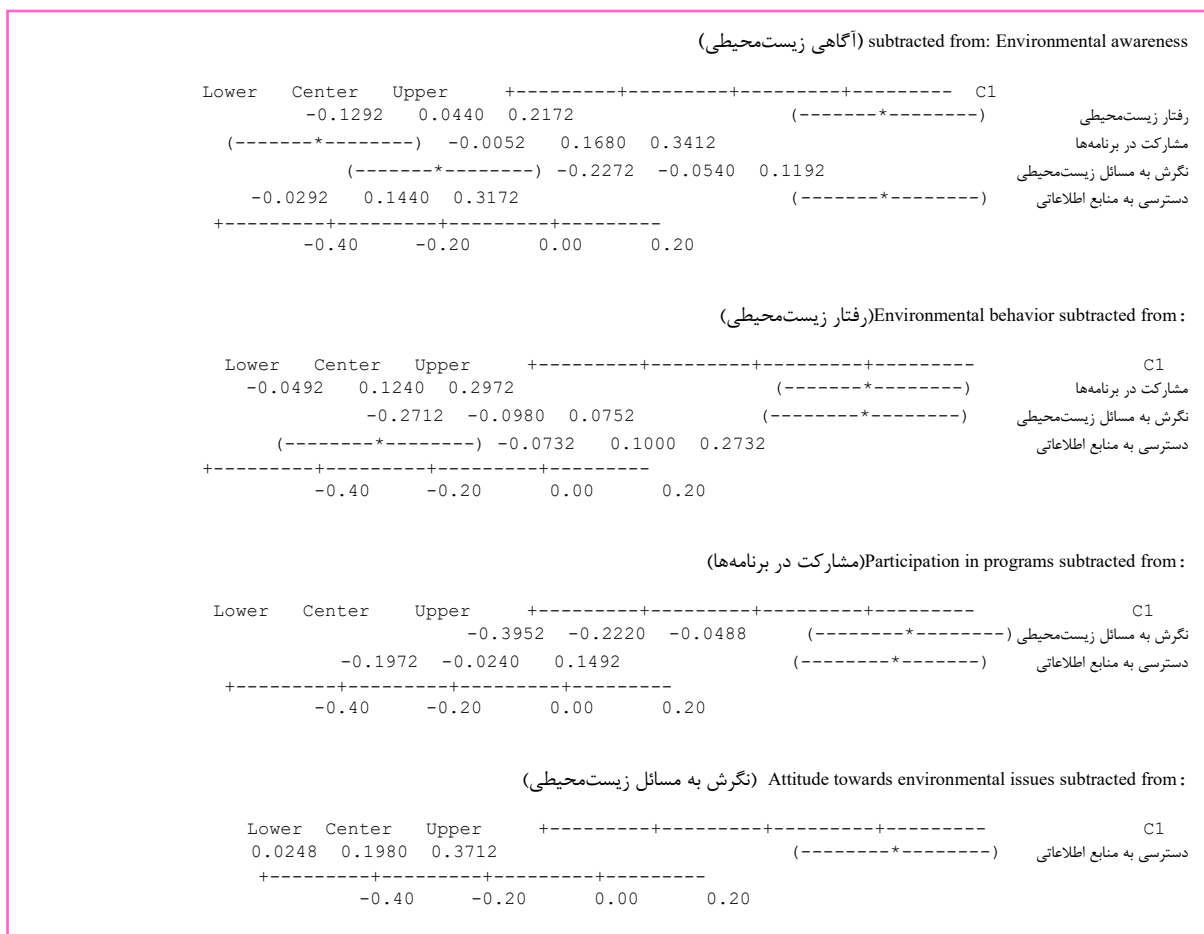 subtracted from: Environmental awareness (آگاهی زیست‌محیطی)
Lower Center Upper +---------+---------+---------+--------- C1
رفتار زیست‌محیطی -0.1292 0.0440 0.2172 (-------*--------)
مشارکت در برنامه‌ها (-------*--------) -0.0052 0.1680 0.3412
نگرش به مسائل زیست‌محیطی (-------*--------) -0.2272 -0.0540 0.1192
دسترسی به منابع اطلاعاتی -0.0292 0.1440 0.3172 (-------*--------)
+---------+---------+---------+---------
-0.40 -0.20 0.00 0.20
Environmental behavior subtracted from:(رفتار زیست‌محیطی)
Lower Center Upper +---------+---------+---------+--------- C1
مشارکت در برنامه‌ها -0.0492 0.1240 0.2972 (-------*--------)
نگرش به مسائل زیست‌محیطی -0.2712 -0.0980 0.0752 (--------*--------)
دسترسی به منابع اطلاعاتی (--------*--------) -0.0732 0.1000 0.2732
+---------+---------+---------+---------
-0.40 -0.20 0.00 0.20
Participation in programs subtracted from:(مشارکت در برنامه‌ها)
Lower Center Upper +---------+---------+---------+--------- C1
نگرش به مسائل زیست‌محیطی -0.3952 -0.2220 -0.0488 (--------*--------)
دسترسی به منابع اطلاعاتی -0.1972 -0.0240 0.1492 (--------*-------)
+---------+---------+---------+---------
-0.40 -0.20 0.00 0.20
Attitude towards environmental issues subtracted from: (نگرش به مسائل زیست‌محیطی)
Lower Center Upper +---------+---------+---------+--------- C1
دسترسی به منابع اطلاعاتی 0.0248 0.1980 0.3712 (--------*--------)
+---------+---------+---------+---------
-0.40 -0.20 0.00 0.20